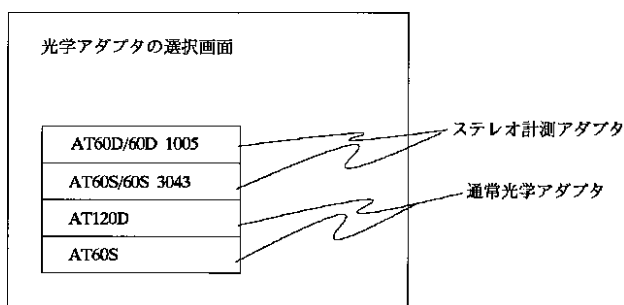 光学アダプタの選択画面
AT60D/60D 1005
AT60S/60S 3043
AT120D
AT60S
ステレオ計測アダプタ
通常光学アダプタ